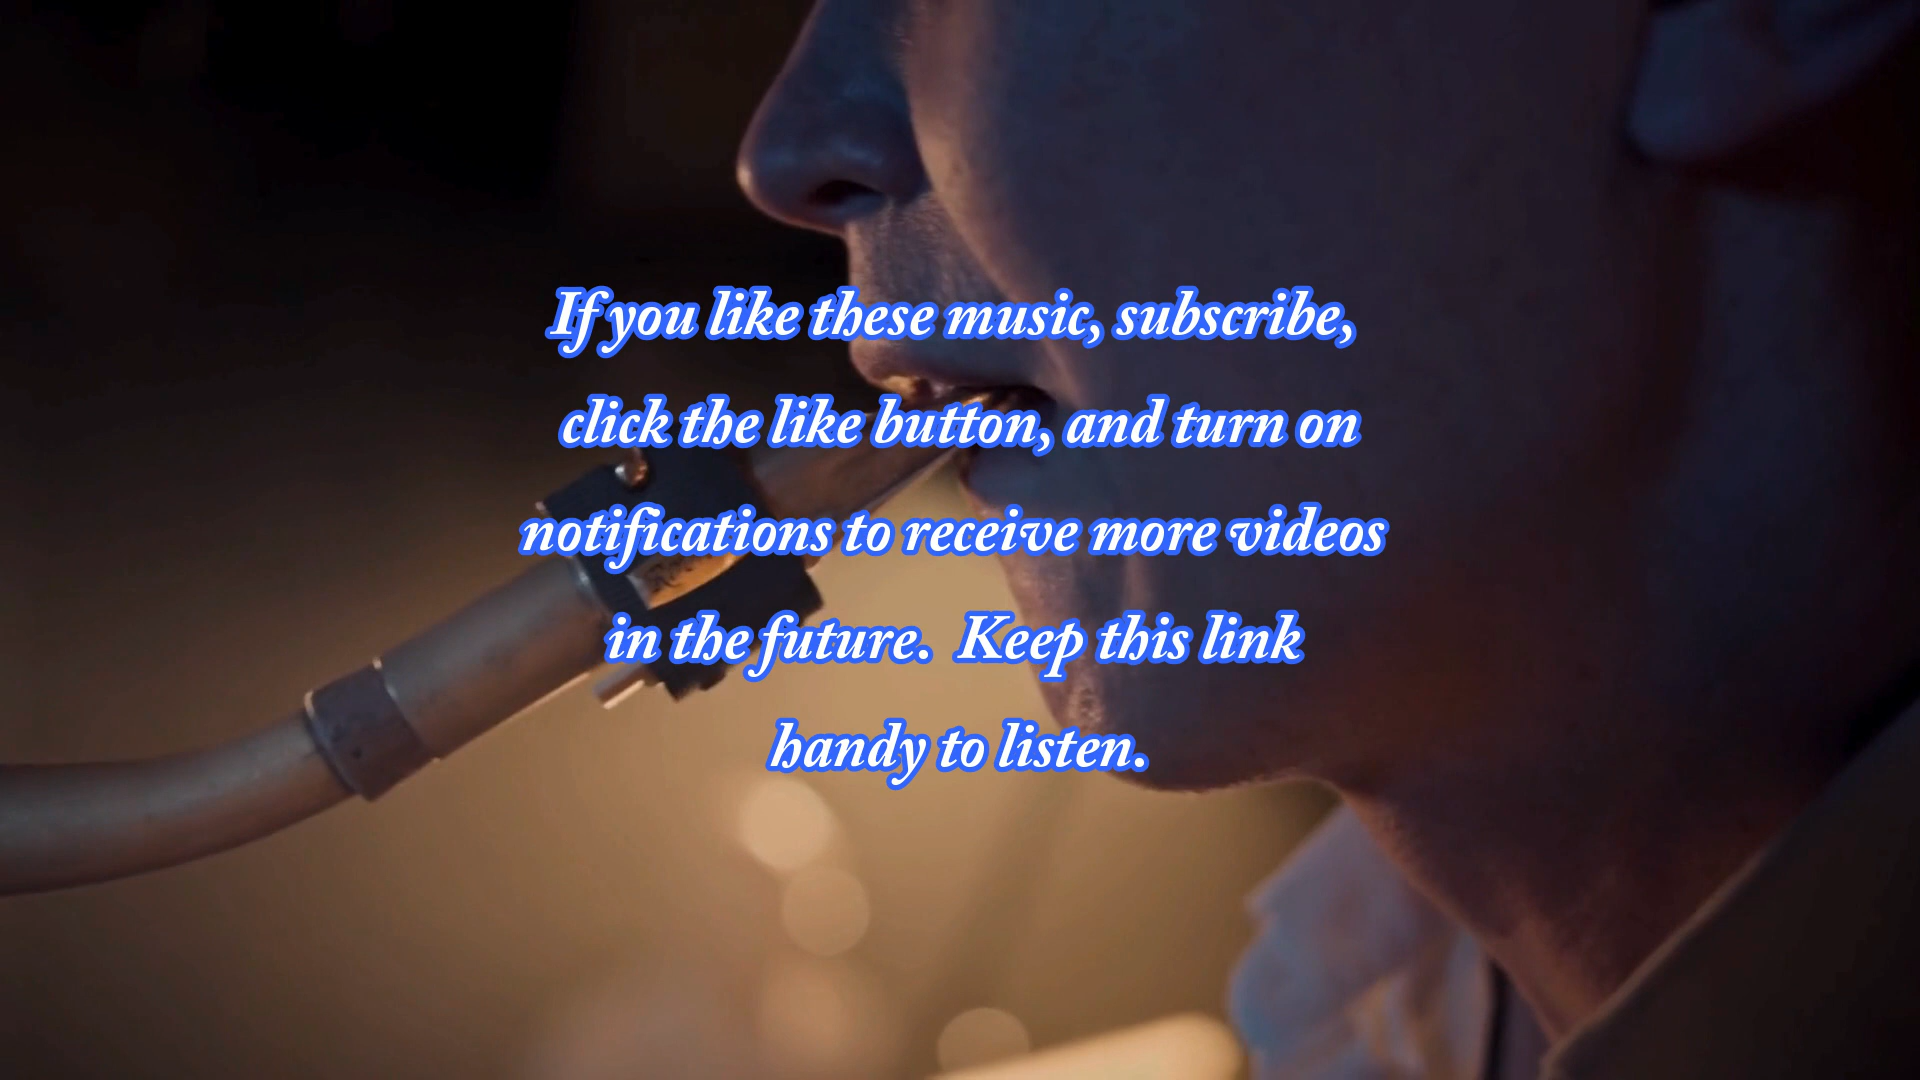 If you like these music, subscribe,
click the like button, and turn on
notifications to receive more videos
in the future.  Keep this link
handy to listen.